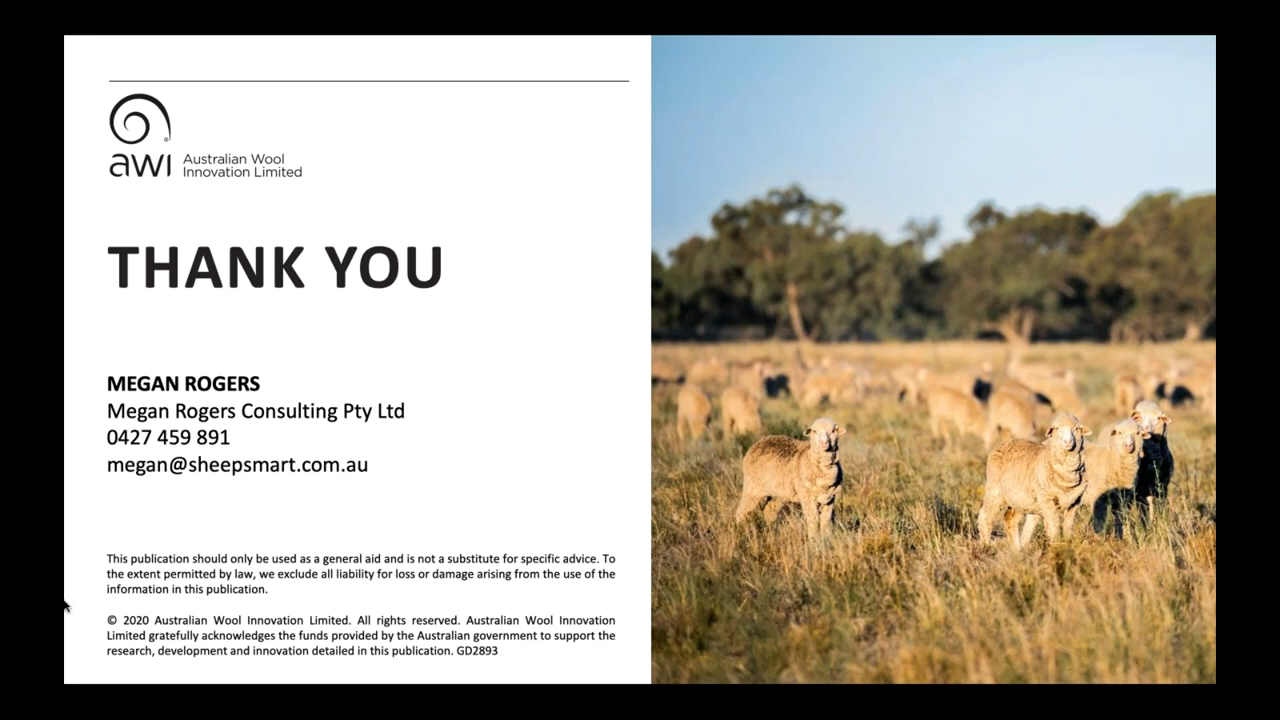 awi Australian Wool
Innovation Limited
THANK YOU
MEGAN ROGERS
Megan Rogers Consulting Pty Ltd
0427 459 891
megan@sheepsmart.com.au
This publication should only be used as a general aid and is not a substitute for specific advice. To
the extent permitted by law, we exclude all liability for loss or damage arising from the use of the
information in this publication.
© 2020 Australian Wool Innovation Limited. All rights reserved. Australian Wool Innovation
Limited gratefully acknowledges the funds provided by the Australian government to support the
research, development and innovation detailed in this publication. GD2893